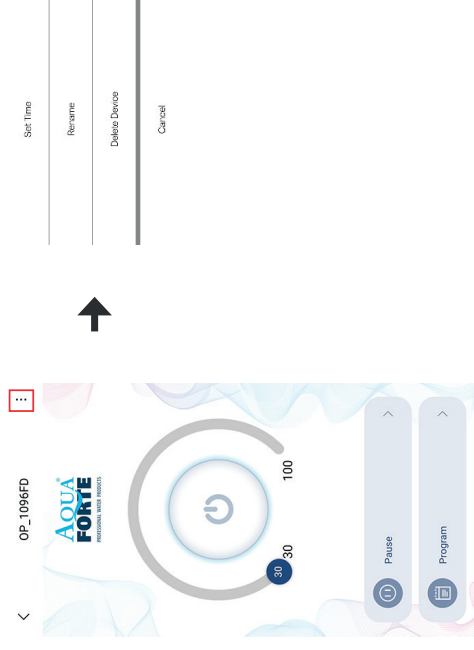 OP_1096FD
AQUA®
FORTE
PROFESSIONAL WATER PRODUCTS
30
30
100
Pause
Program
Set Time
Rename
Delete Device
Cancel